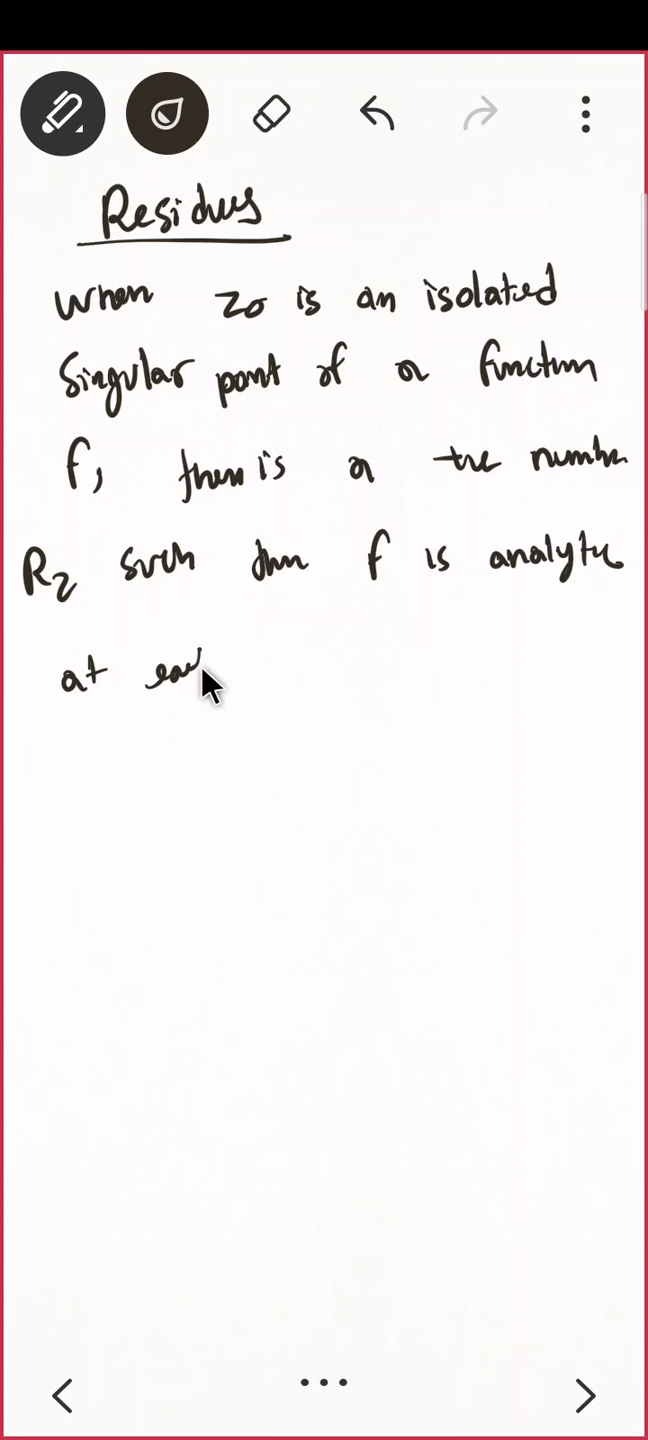 Residues
When z0 is an isolated
Singular point of a function
f, there is a +ve number
R2 such that f is analytic
at eac